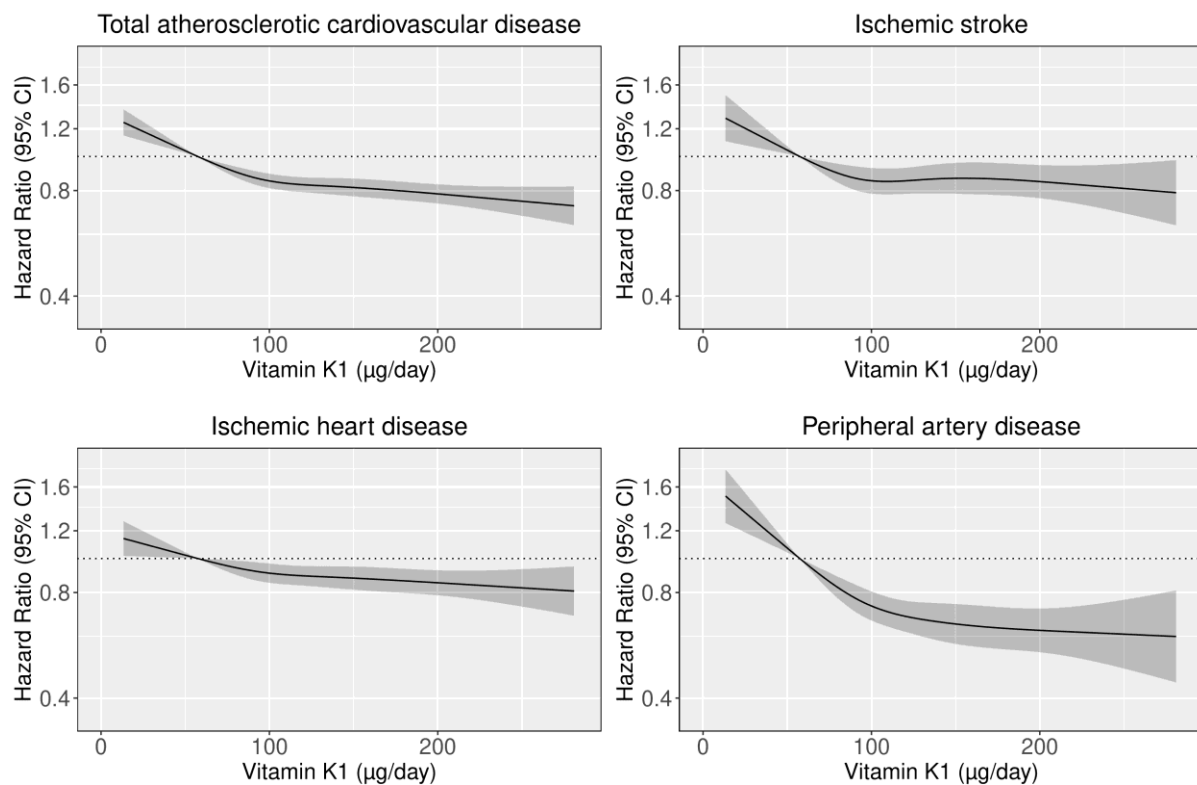 Total atherosclerotic cardiovascular disease
Hazard Ratio (95% CI)
1.6
1.2
0.8
0.4
0 100 200
Vitamin K1 (µg/day)
Ischemic stroke
Hazard Ratio (95% CI)
1.6
1.2
0.8
0.4
0 100 200
Vitamin K1 (µg/day)
Ischemic heart disease
Hazard Ratio (95% CI)
1.6
1.2
0.8
0.4
0 100 200
Vitamin K1 (µg/day)
Peripheral artery disease
Hazard Ratio (95% CI)
1.6
1.2
0.8
0.4
0 100 200
Vitamin K1 (µg/day)